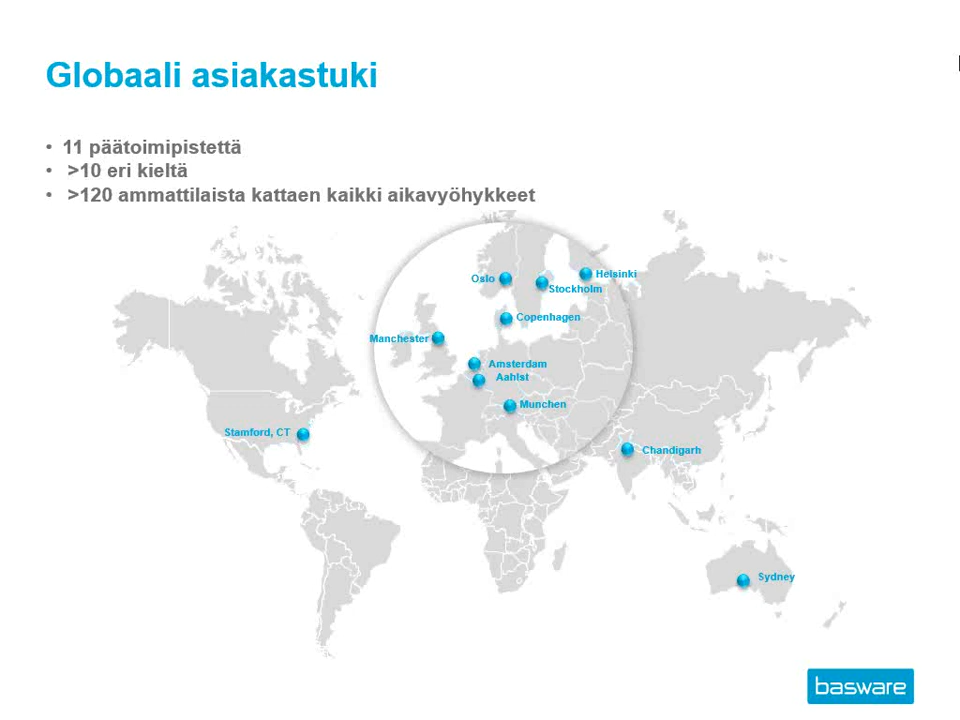 Globaali asiakastuki
• 11 päätoimipistettä
• >10 eri kieltä
• >120 ammattilaista kattaen kaikki aikavyöhykkeet
Oslo
Helsinki
Stockholm
Copenhagen
Manchester
Amsterdam
Aahlst
Munchen
Stamford, CT
Chandigarh
Sydney
basware